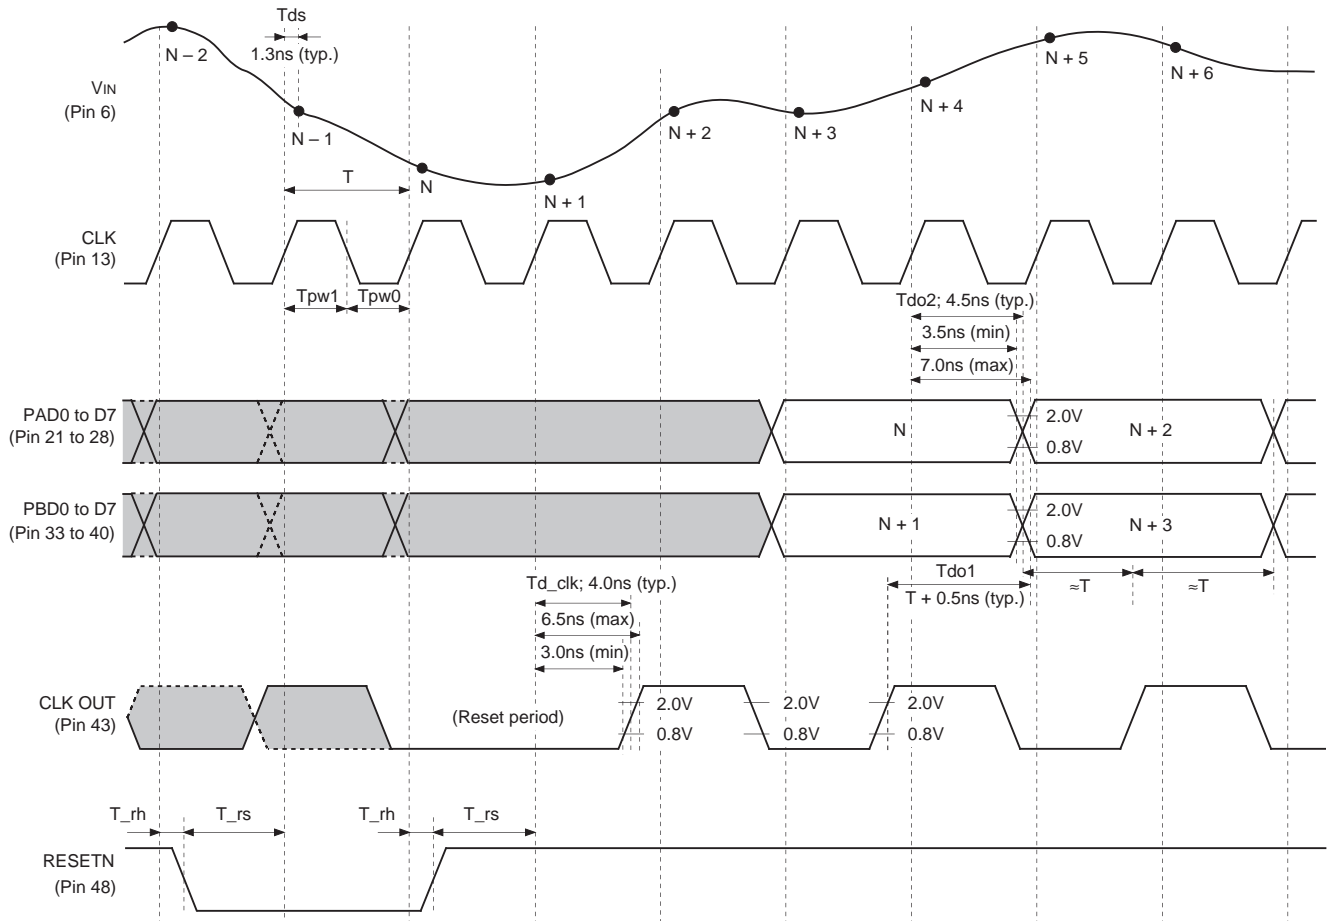 Tds
1.3ns (typ.)
N – 2
N + 5
N + 6
VIN
(Pin 6)
N – 1
N + 2
N + 3
N + 4
T
N
N + 1
CLK
(Pin 13)
Tpw1
Tpw0
Tdo2; 4.5ns (typ.)
3.5ns (min)
7.0ns (max)
PAD0 to D7
(Pin 21 to 28)
N
2.0V
0.8V
N + 2
PBD0 to D7
(Pin 33 to 40)
N + 1
2.0V
0.8V
N + 3
Td_clk; 4.0ns (typ.)
6.5ns (max)
3.0ns (min)
Tdo1
T + 0.5ns (typ.)
≈T
≈T
CLK OUT
(Pin 43)
(Reset period)
2.0V
0.8V
2.0V
0.8V
2.0V
0.8V
T_rh
T_rs
T_rh
T_rs
RESETN
(Pin 48)